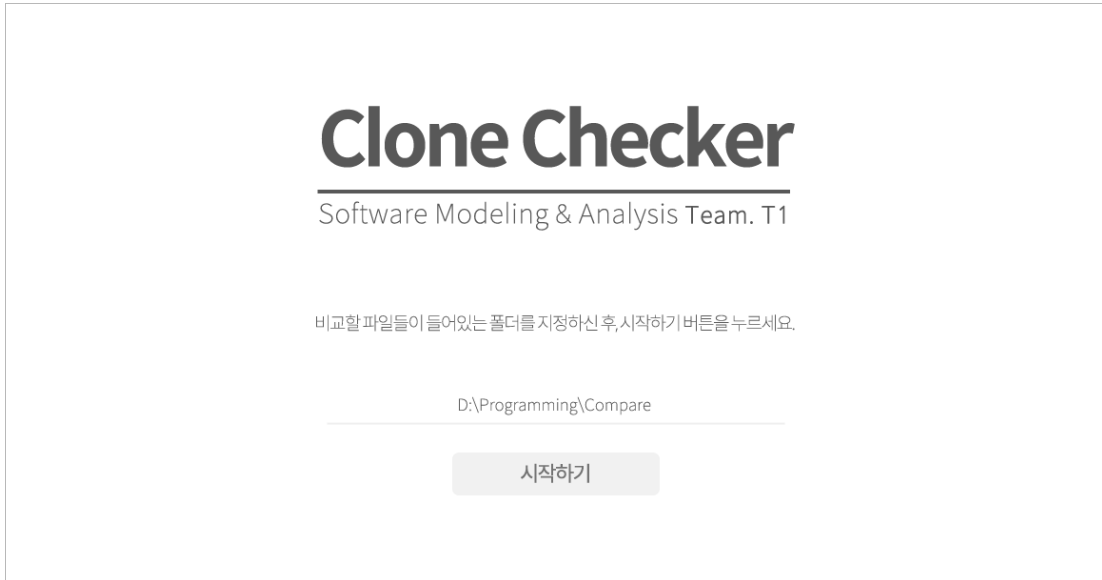 Clone Checker
Software Modeling & Analysis Team. T1
비교할 파일들이 들어있는 폴더를 지정하신 후, 시작하기 버튼을 누르세요.
D:\Programming\Compare
시작하기